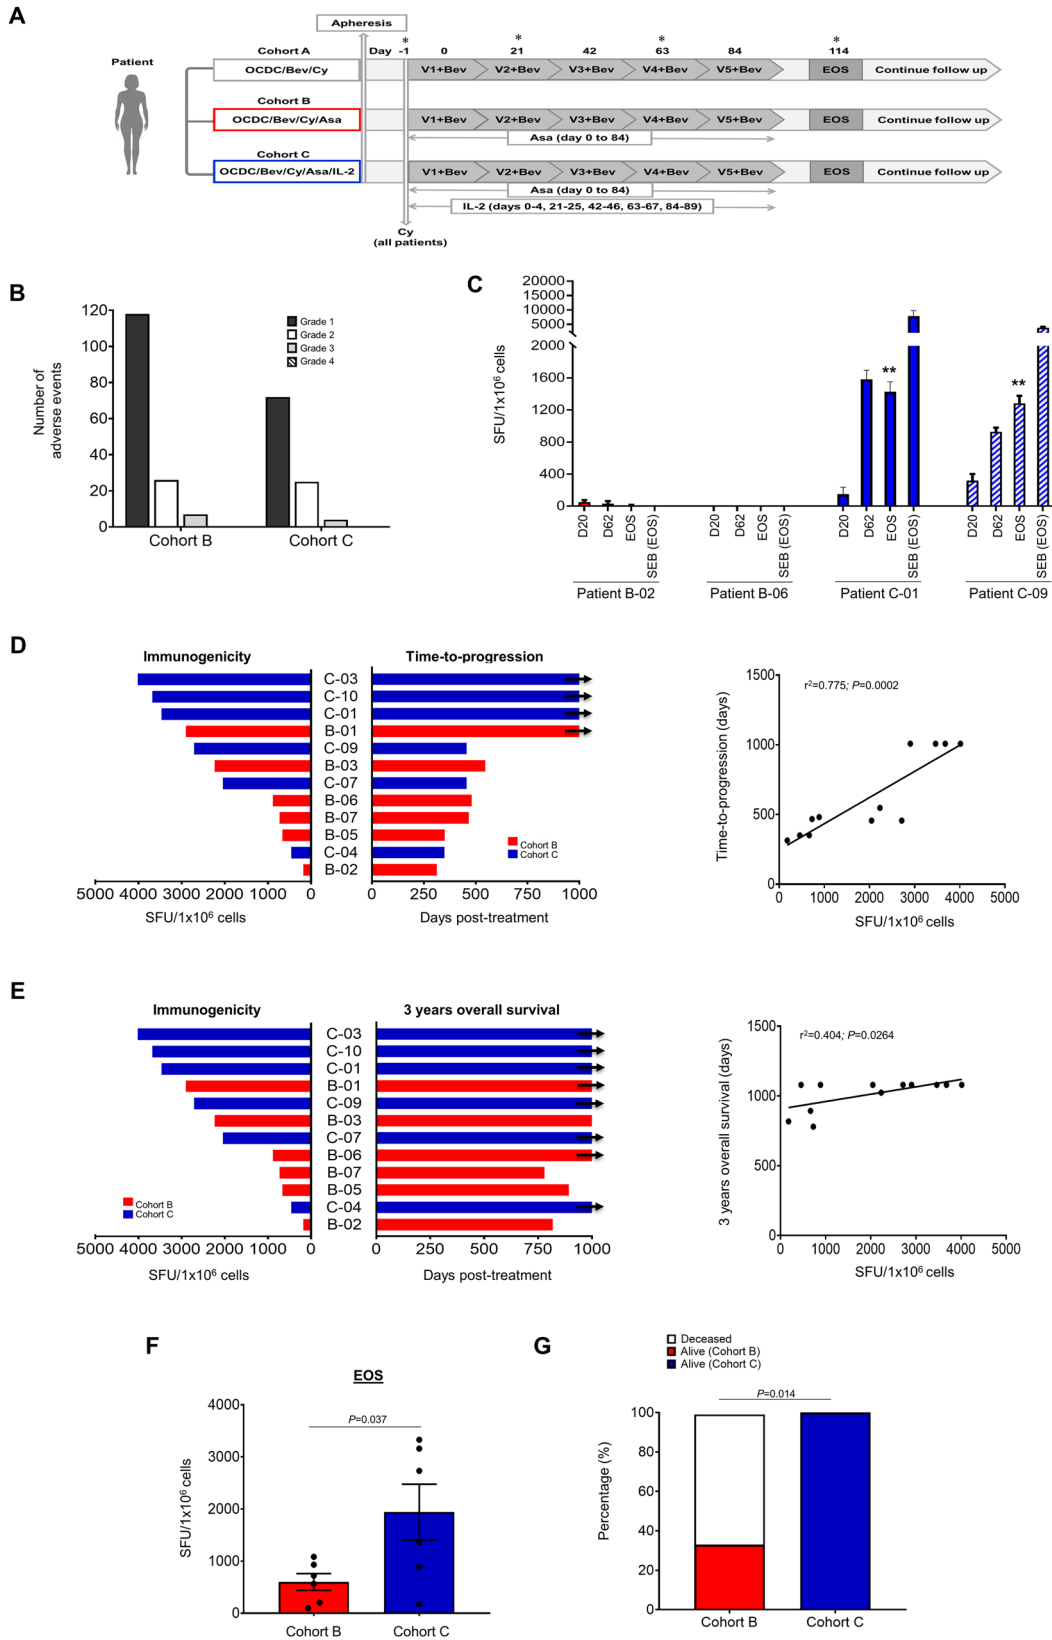 A
Apheresis
Patient
Cohort A
Day -1 0 21 42 63 84 114
* * * *
OCDC/Bev/Cy
V1+Bev V2+Bev V3+Bev V4+Bev V5+Bev EOS Continue follow up
Cohort B
OCDC/Bev/Cy/Asa
V1+Bev V2+Bev V3+Bev V4+Bev V5+Bev EOS Continue follow up
Asa (day 0 to 84)
Cohort C
OCDC/Bev/Cy/Asa/IL-2
V1+Bev V2+Bev V3+Bev V4+Bev V5+Bev EOS Continue follow up
Asa (day 0 to 84)
IL-2 (days 0-4, 21-25, 42-46, 63-67, 84-89)
Cy
(all patients)
B
Number of
adverse events
120
100
80
60
40
20
0
Grade 1
Grade 2
Grade 3
Grade 4
Cohort B Cohort C
C
SFU/1x10⁶ cells
20000
15000
10000
5000
2000
1600
1200
800
400
0
** **
D20 D62 EOS SEB (EOS) D20 D62 EOS SEB (EOS) D20 D62 EOS SEB (EOS) D20 D62 EOS SEB (EOS)
Patient B-02 Patient B-06 Patient C-01 Patient C-09
D
Immunogenicity Time-to-progression
C-03
C-10
C-01
B-01
C-09
B-03
C-07
B-06
B-07
B-05
C-04
B-02
Cohort B
Cohort C
5000 4000 3000 2000 1000 0 0 250 500 750 1000
SFU/1x10⁶ cells Days post-treatment
Time-to-progression (days)
r²=0.775; P=0.0002
1500
1000
500
0
0 1000 2000 3000 4000 5000
SFU/1x10⁶ cells
E
Immunogenicity 3 years overall survival
C-03
C-10
C-01
B-01
C-09
B-03
C-07
B-06
B-07
B-05
C-04
B-02
Cohort B
Cohort C
5000 4000 3000 2000 1000 0 0 250 500 750 1000
SFU/1x10⁶ cells Days post-treatment
3 years overall survival (days)
r²=0.404; P=0.0264
1500
1000
500
0
0 1000 2000 3000 4000 5000
SFU/1x10⁶ cells
F
EOS
SFU/1x10⁶ cells
4000
3000
2000
1000
0
P=0.037
Cohort B Cohort C
G
Deceased
Alive (Cohort B)
Alive (Cohort C)
P=0.014
Percentage (%)
100
80
60
40
20
0
Cohort B Cohort C